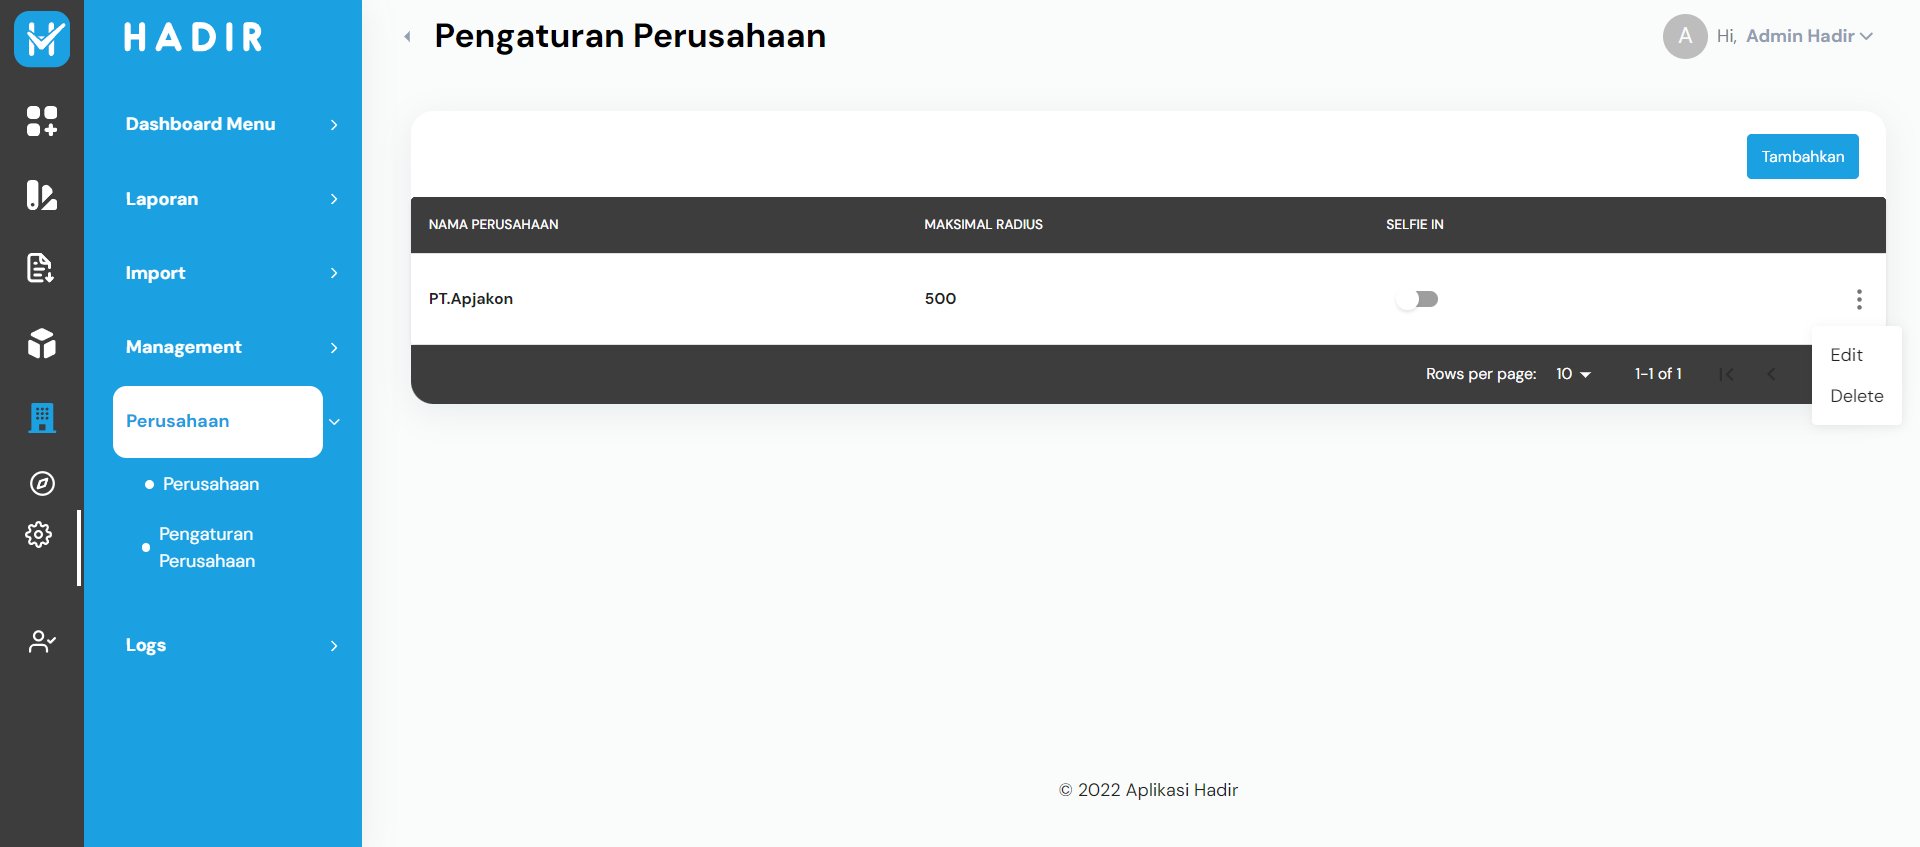 HADIR
Pengaturan Perusahaan
A
Hi, Admin Hadir
Dashboard Menu
Laporan
Import
Management
Perusahaan
Perusahaan
Pengaturan
Perusahaan
Logs
Tambahkan
NAMA PERUSAHAAN MAKSIMAL RADIUS SELFIE IN
PT.Apjakon 500
Rows per page: 10 1-1 of 1
Edit
Delete
© 2022 Aplikasi Hadir